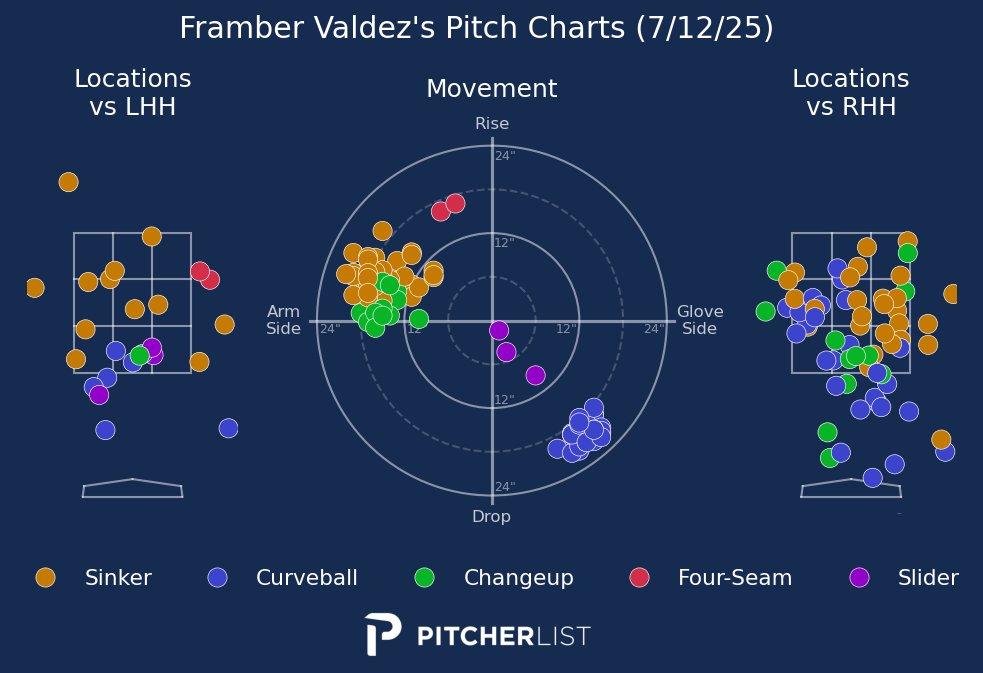 Framber Valdez's Pitch Charts (7/12/25)
Locations
vs LHH
Movement
Locations
vs RHH
Rise
24"
12"
Arm
Side
24"
12"
12"
24"
Glove
Side
12"
24"
Drop
Sinker
Curveball
Changeup
Four-Seam
Slider
PITCHERLIST